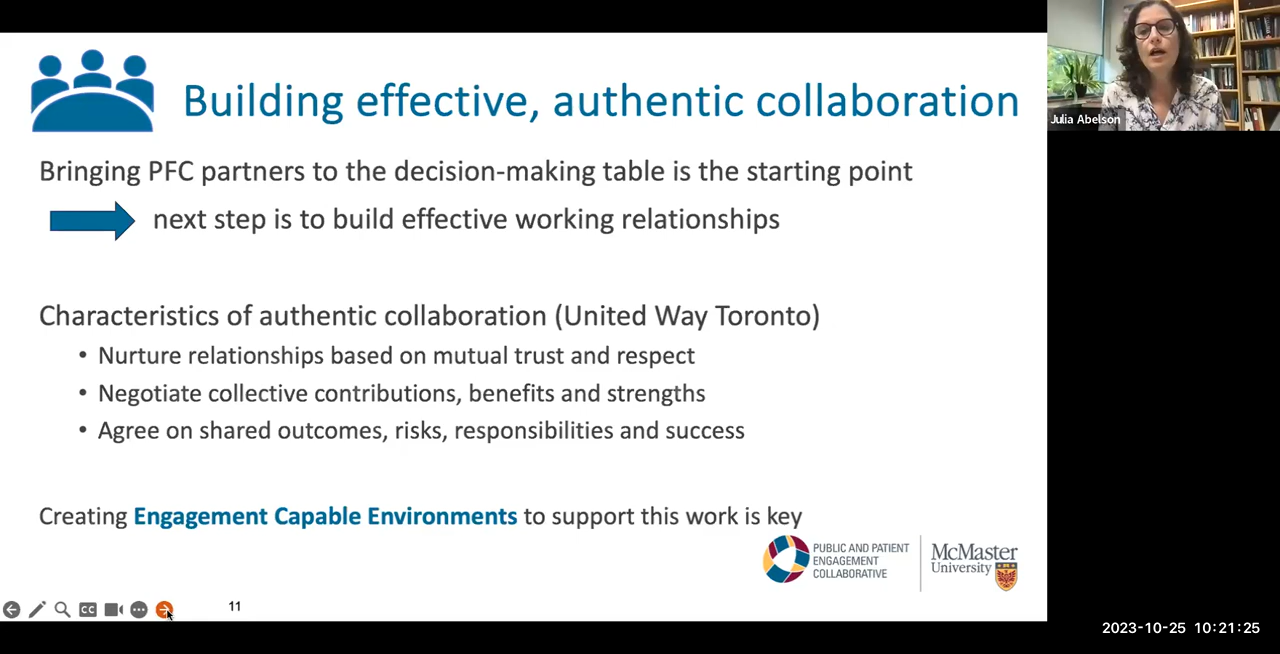 Building effective, authentic collaboration
Julia Abelson
Bringing PFC partners to the decision-making table is the starting point
next step is to build effective working relationships
Characteristics of authentic collaboration (United Way Toronto)
• Nurture relationships based on mutual trust and respect
• Negotiate collective contributions, benefits and strengths
• Agree on shared outcomes, risks, responsibilities and success
Creating Engagement Capable Environments to support this work is key
PUBLIC AND PATIENT
ENGAGEMENT
COLLABORATIVE
McMaster
University
CC
11
2023-10-25 10:21:25